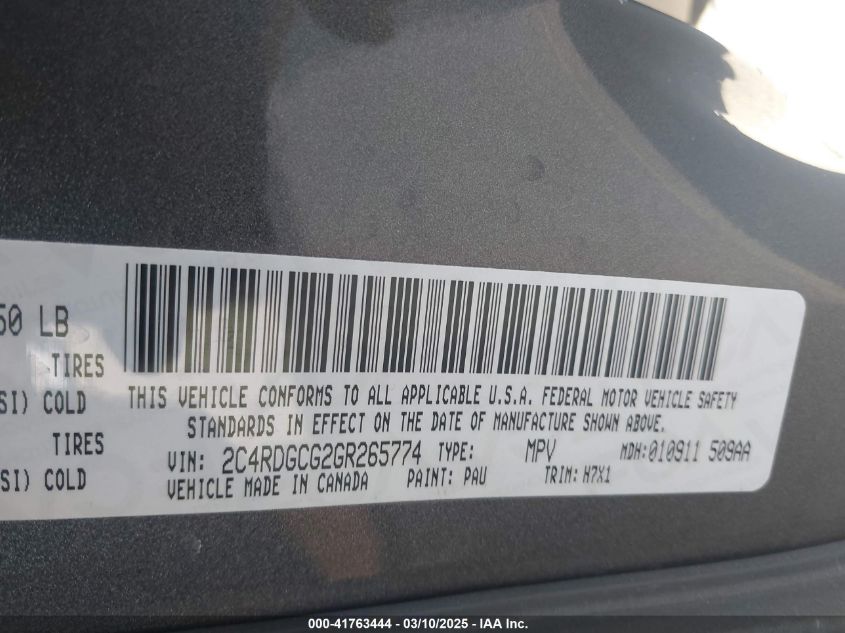 50 LB
TIRES
SI) COLD
TIRES
SI) COLD
THIS VEHICLE CONFORMS TO ALL APPLICABLE U.S.A. FEDERAL MOTOR VEHICLE SAFETY
STANDARDS IN EFFECT ON THE DATE OF MANUFACTURE SHOWN ABOVE.
VIN: 2C4RDGCG2GR265774 TYPE: MPV MDH:010911 509AA
VEHICLE MADE IN CANADA PAINT: PAU TRIM: H7X1
000-41763444 — 03/10/2025 — IAA Inc.